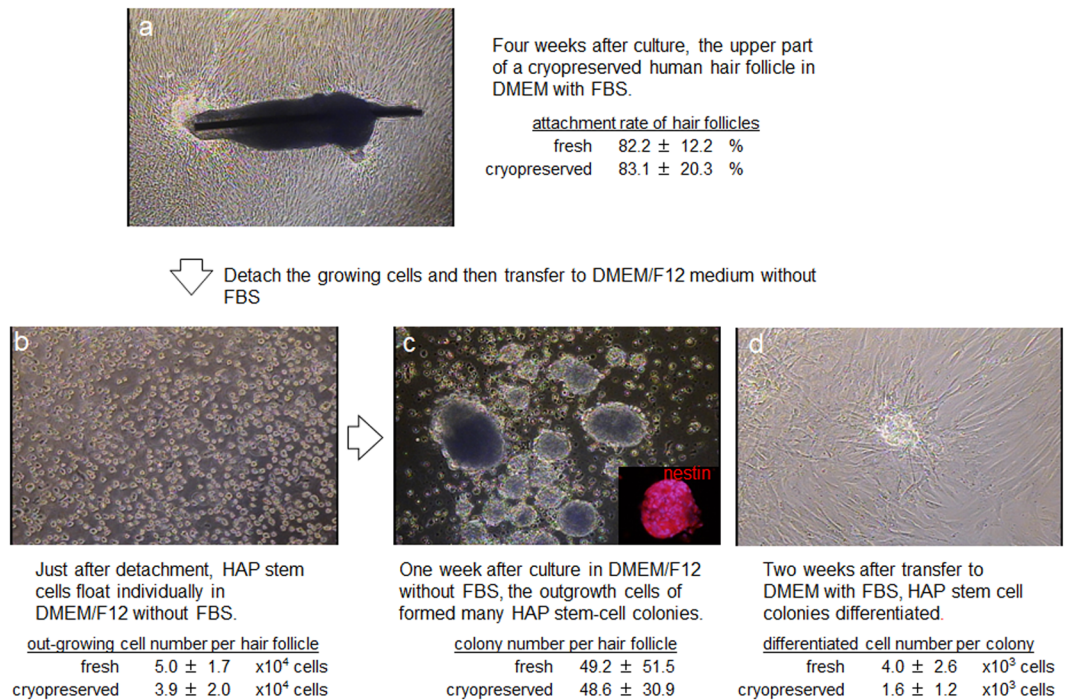 a
Four weeks after culture, the upper part
of a cryopreserved human hair follicle in
DMEM with FBS.
attachment rate of hair follicles
fresh 82.2 ± 12.2 %
cryopreserved 83.1 ± 20.3 %
Detach the growing cells and then transfer to DMEM/F12 medium without
FBS
b
c
nestin
d
Just after detachment, HAP stem
cells float individually in
DMEM/F12 without FBS.
out-growing cell number per hair follicle
fresh 5.0 ± 1.7 x10⁴ cells
cryopreserved 3.9 ± 2.0 x10⁴ cells
One week after culture in DMEM/F12
without FBS, the outgrowth cells of
formed many HAP stem-cell colonies.
colony number per hair follicle
fresh 49.2 ± 51.5
cryopreserved 48.6 ± 30.9
Two weeks after transfer to
DMEM with FBS, HAP stem cell
colonies differentiated.
differentiated cell number per colony
fresh 4.0 ± 2.6 x10³ cells
cryopreserved 1.6 ± 1.2 x10³ cells